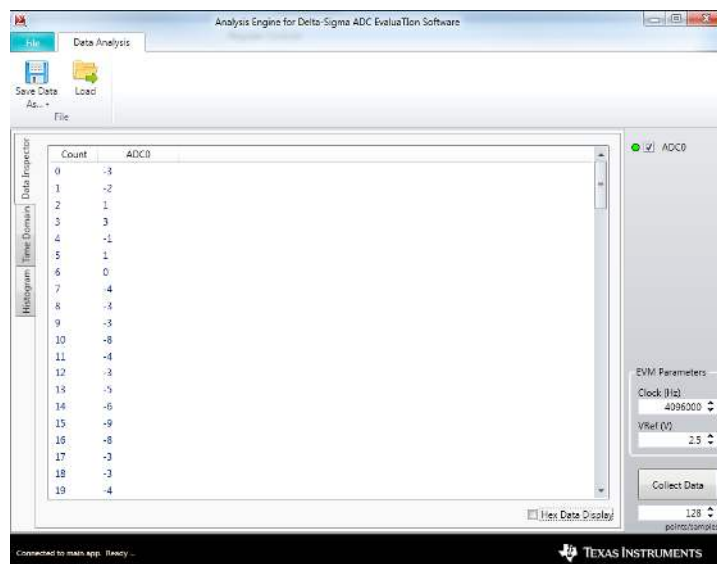 Analysis Engine for Delta-Sigma ADC EvaluaTIon Software
File
Data Analysis
Save Data As...
Load
File
Data Inspector
Time Domain
Histogram
Count ADC0
0 -3
1 -2
2 1
3 3
4 -1
5 1
6 0
7 -4
8 -3
9 -3
10 -8
11 -4
12 -3
13 -5
14 -6
15 -9
16 -8
17 -3
18 -3
19 -4
Hex Data Display
ADC0
EVM Parameters
Clock (Hz)
4096000
VRef (V)
2.5
Collect Data
128
points/sample
Connected to main app. Ready ..
TEXAS INSTRUMENTS